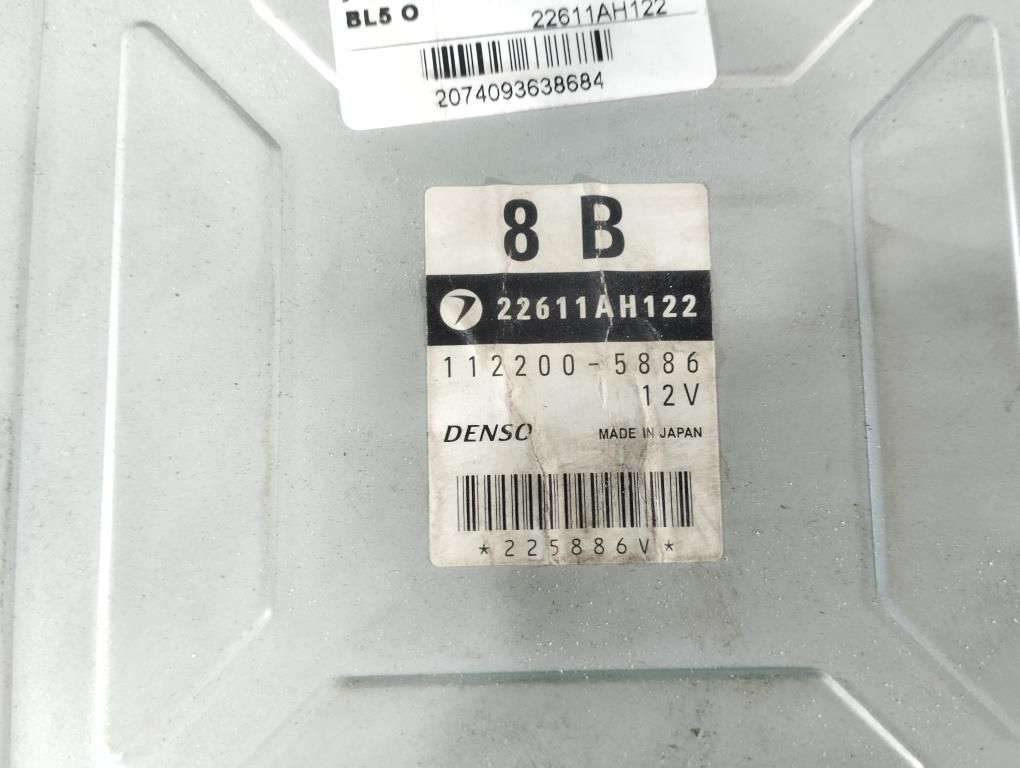 BL5 O 22611AH122
2074093638684
8 B
22611AH122
112200-5886
12V
DENSO MADE IN JAPAN
*225886V*